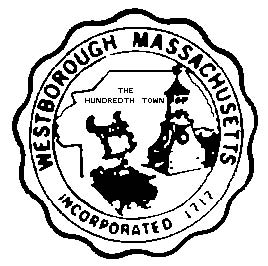 WESTBOROUGH MASSACHUSETTS
THE
HUNDREDTH TOWN
INCORPORATED 1717